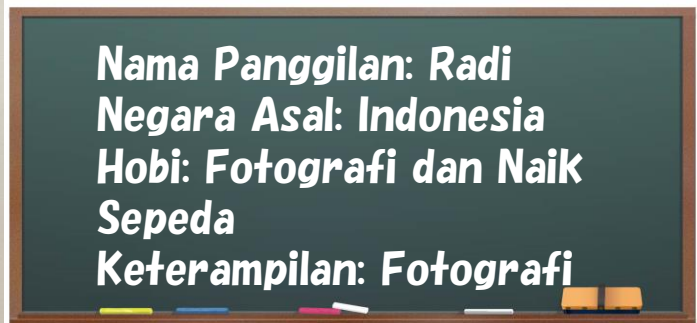 Nama Panggilan: Radi
Negara Asal: Indonesia
Hobi: Fotografi dan Naik
Sepeda
Keterampilan: Fotografi